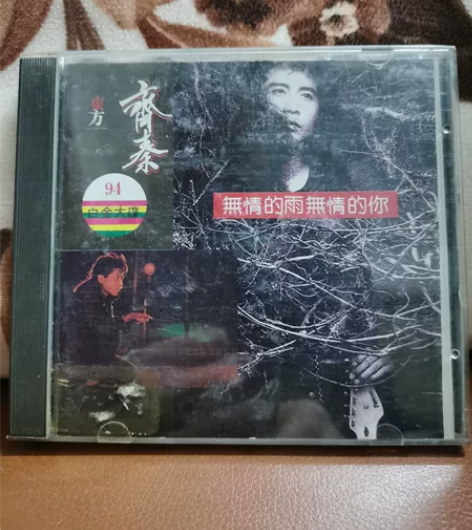 東方
齊秦
94
白金大碟
無情的雨無情的你